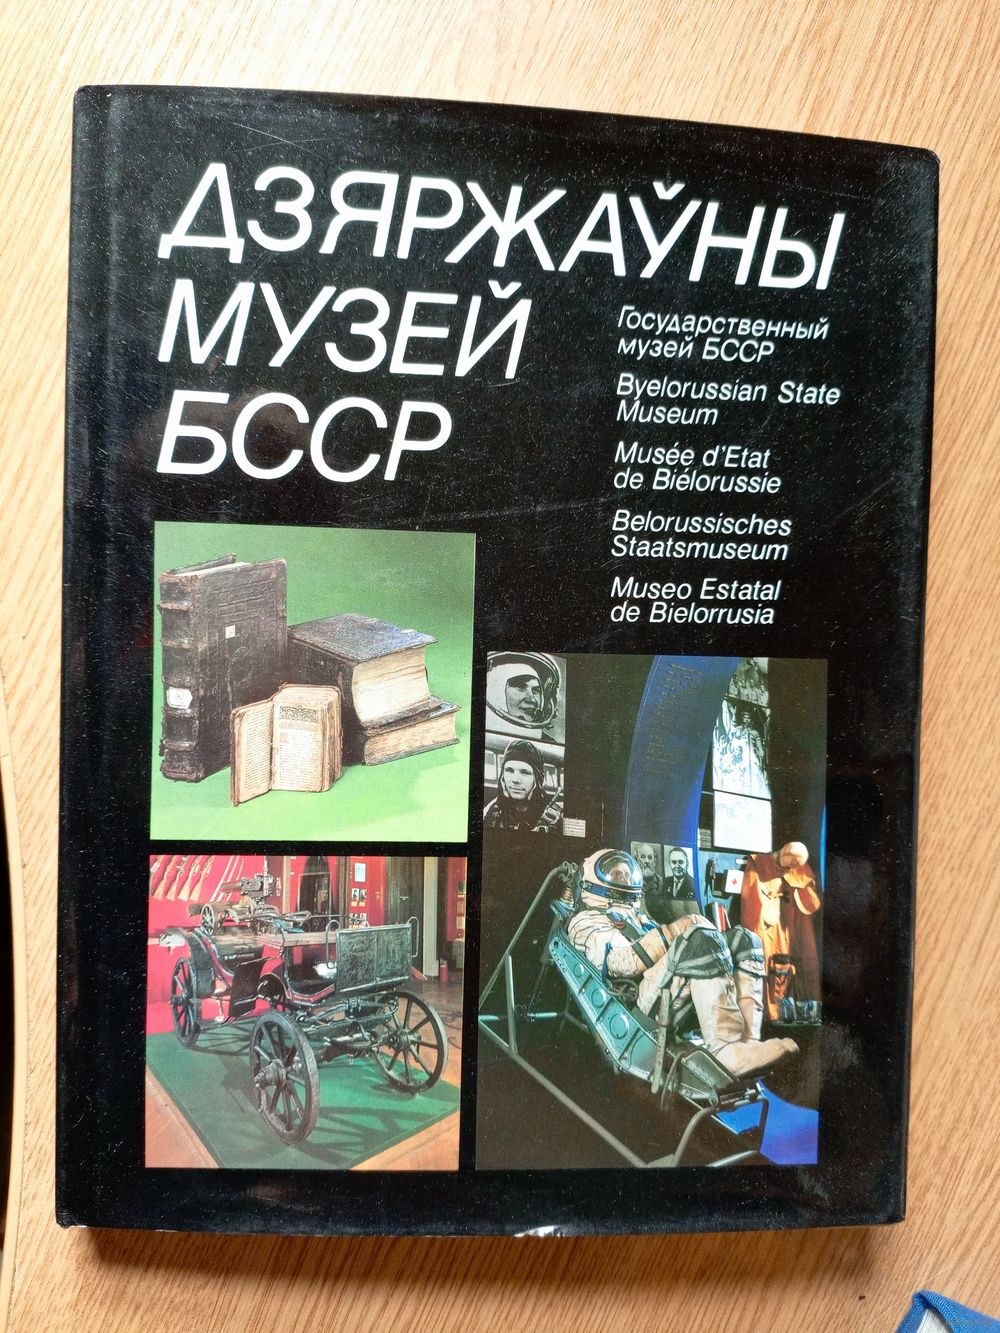 ДЗЯРЖАЎНЫ
МУЗЕЙ
БССР
Государственный
музей БССР
Byelorussian State
Museum
Musée d'Etat
de Biélorussie
Belorussisches
Staatsmuseum
Museo Estatal
de Bielorrusia